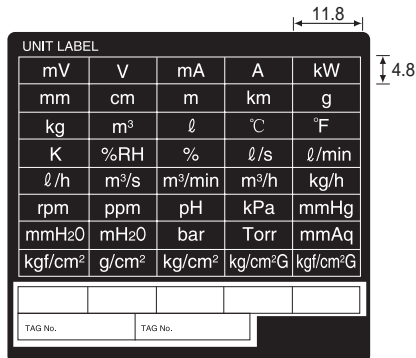 11.8
UNIT LABEL
mV V mA A kW
4.8
mm cm m km g
kg m³ ℓ ℃ °F
K %RH % ℓ/s ℓ/min
ℓ/h m³/s m³/min m³/h kg/h
rpm ppm pH kPa mmHg
mmH20 mH20 bar Torr mmAq
kgf/cm² g/cm² kg/cm² kg/cm²G kgf/cm²G
TAG No. TAG No.